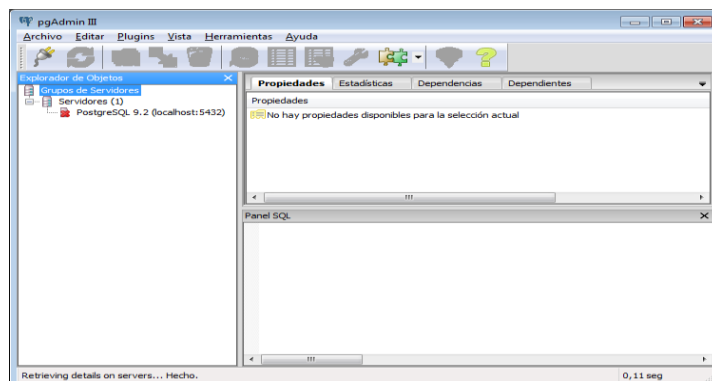 pgAdmin III
Archivo Editar Plugins Vista Herramientas Ayuda
Explorador de Objetos
Grupos de Servidores
Servidores (1)
PostgreSQL 9.2 (localhost:5432)
Propiedades Estadísticas Dependencias Dependientes
Propiedades
No hay propiedades disponibles para la selección actual
Panel SQL
Retrieving details on servers... Hecho. 0,11 seg